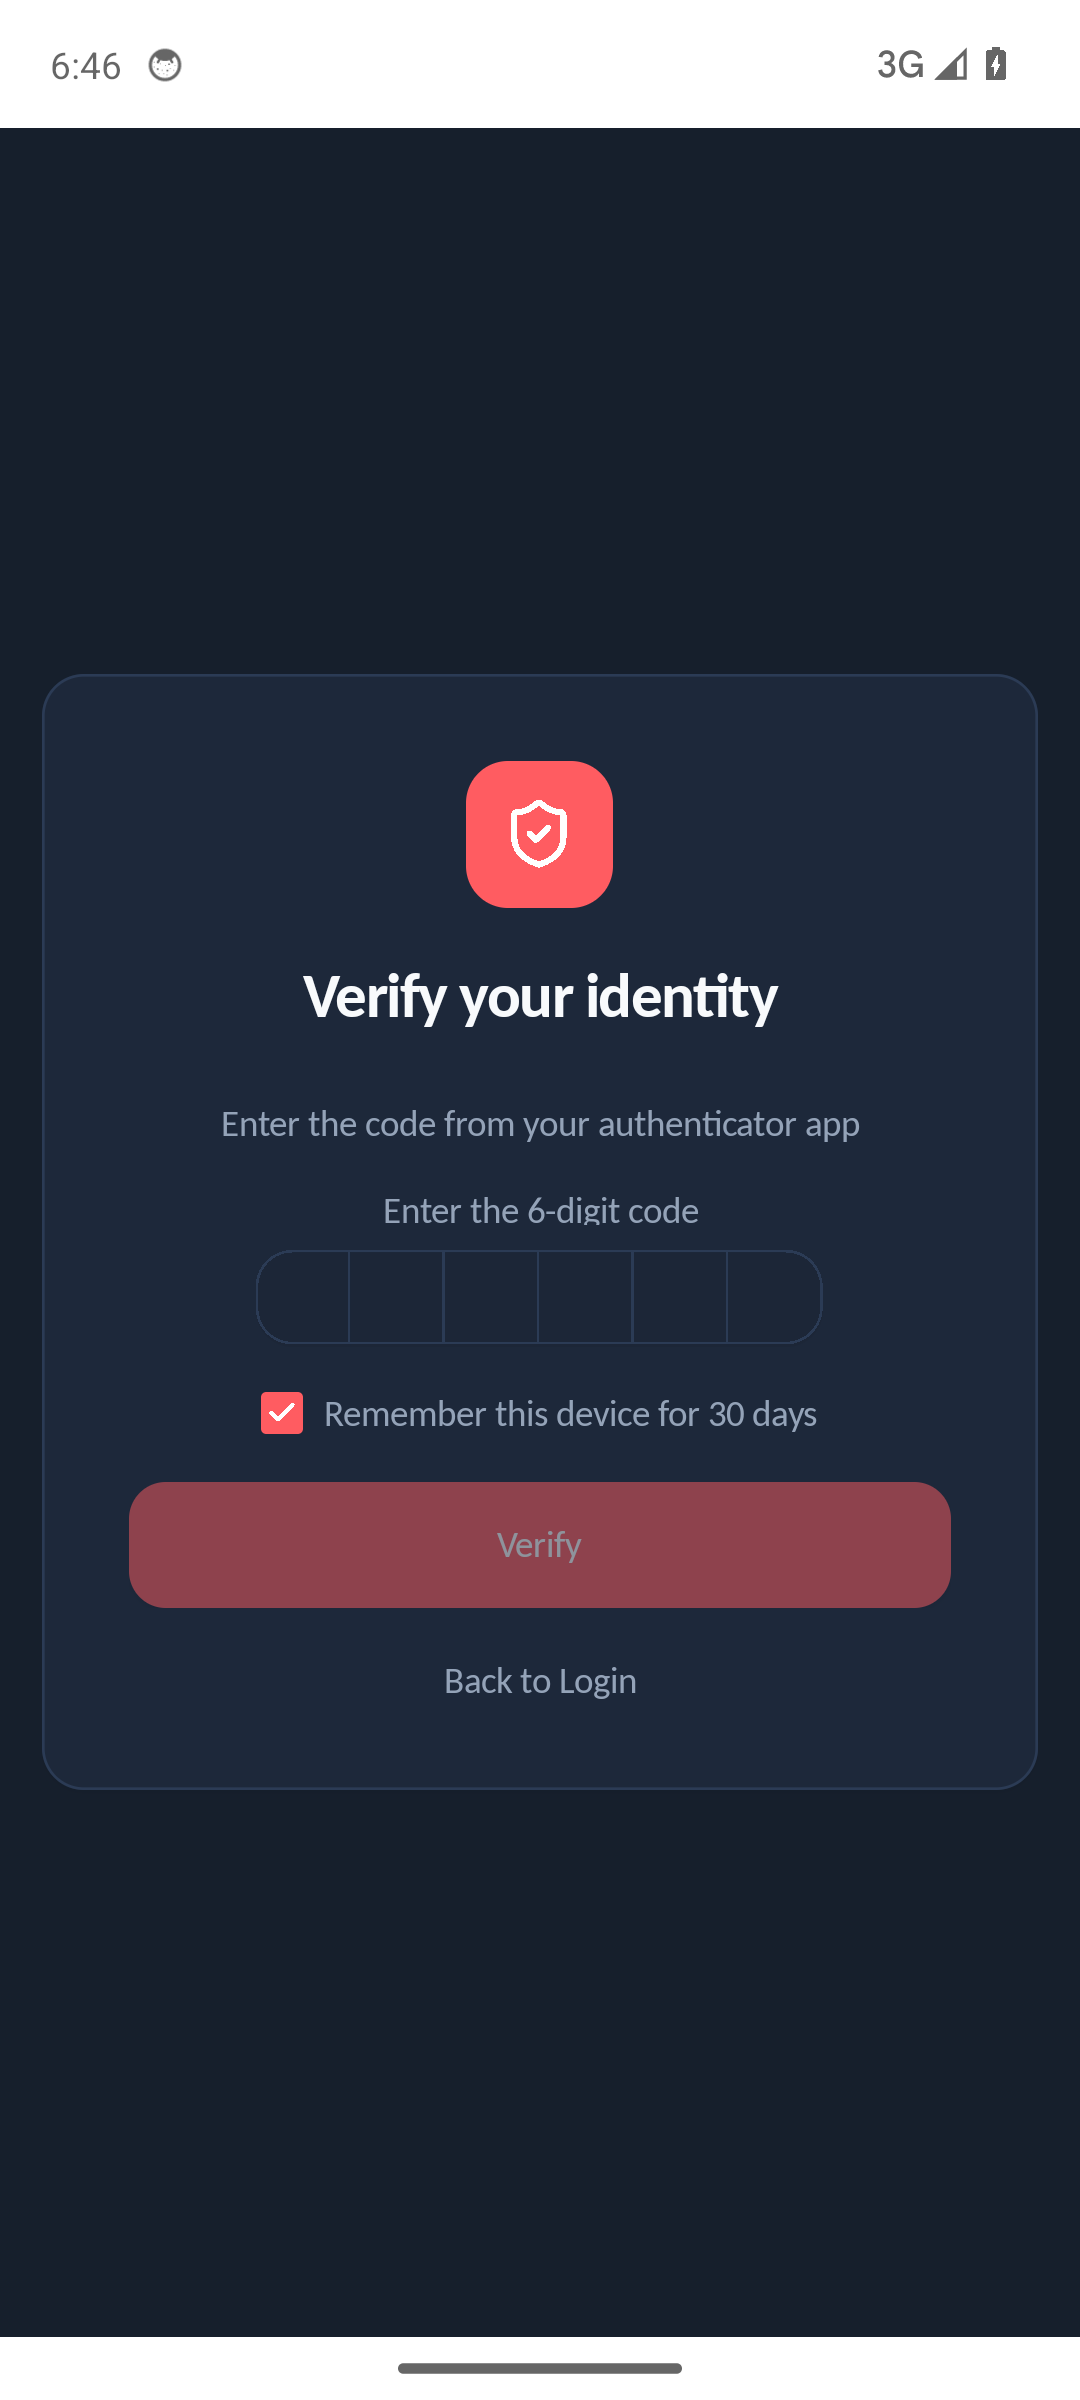 6:46
3G
Verify your identity
Enter the code from your authenticator app
Enter the 6-digit code
Remember this device for 30 days
Verify
Back to Login